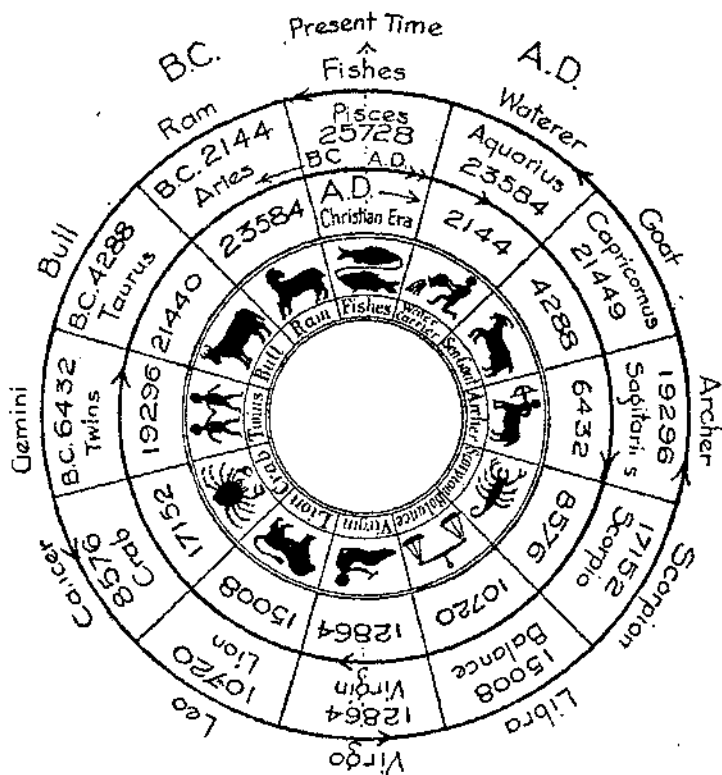 Present Time
B.C.
A.D.
Fishes
Pisces
25728
BC A.D.
A.D.
Christian Era
Fishes
Waterer
Aquarius
23584
2144
Water
Carrier
Goat
Capricornus
21449
4288
Sea Goat
Archer
Sagitariis
19296
6432
Archer
Scorpion
Scorpio
17152
8576
Scorpion
Libra
Balance
15008
10720
Balance
Virgo
Virgin
12864
12864
Virgin
Leo
Lion
10720
15008
Lion
Cancer
Crab
8576
17152
Crab
Gemini
B.C. 6432
Twins
19296
Twins
Bull
B.C. 4288
Taurus
21440
Bull
Ram
B.C. 2144
Aries
23584
Ram